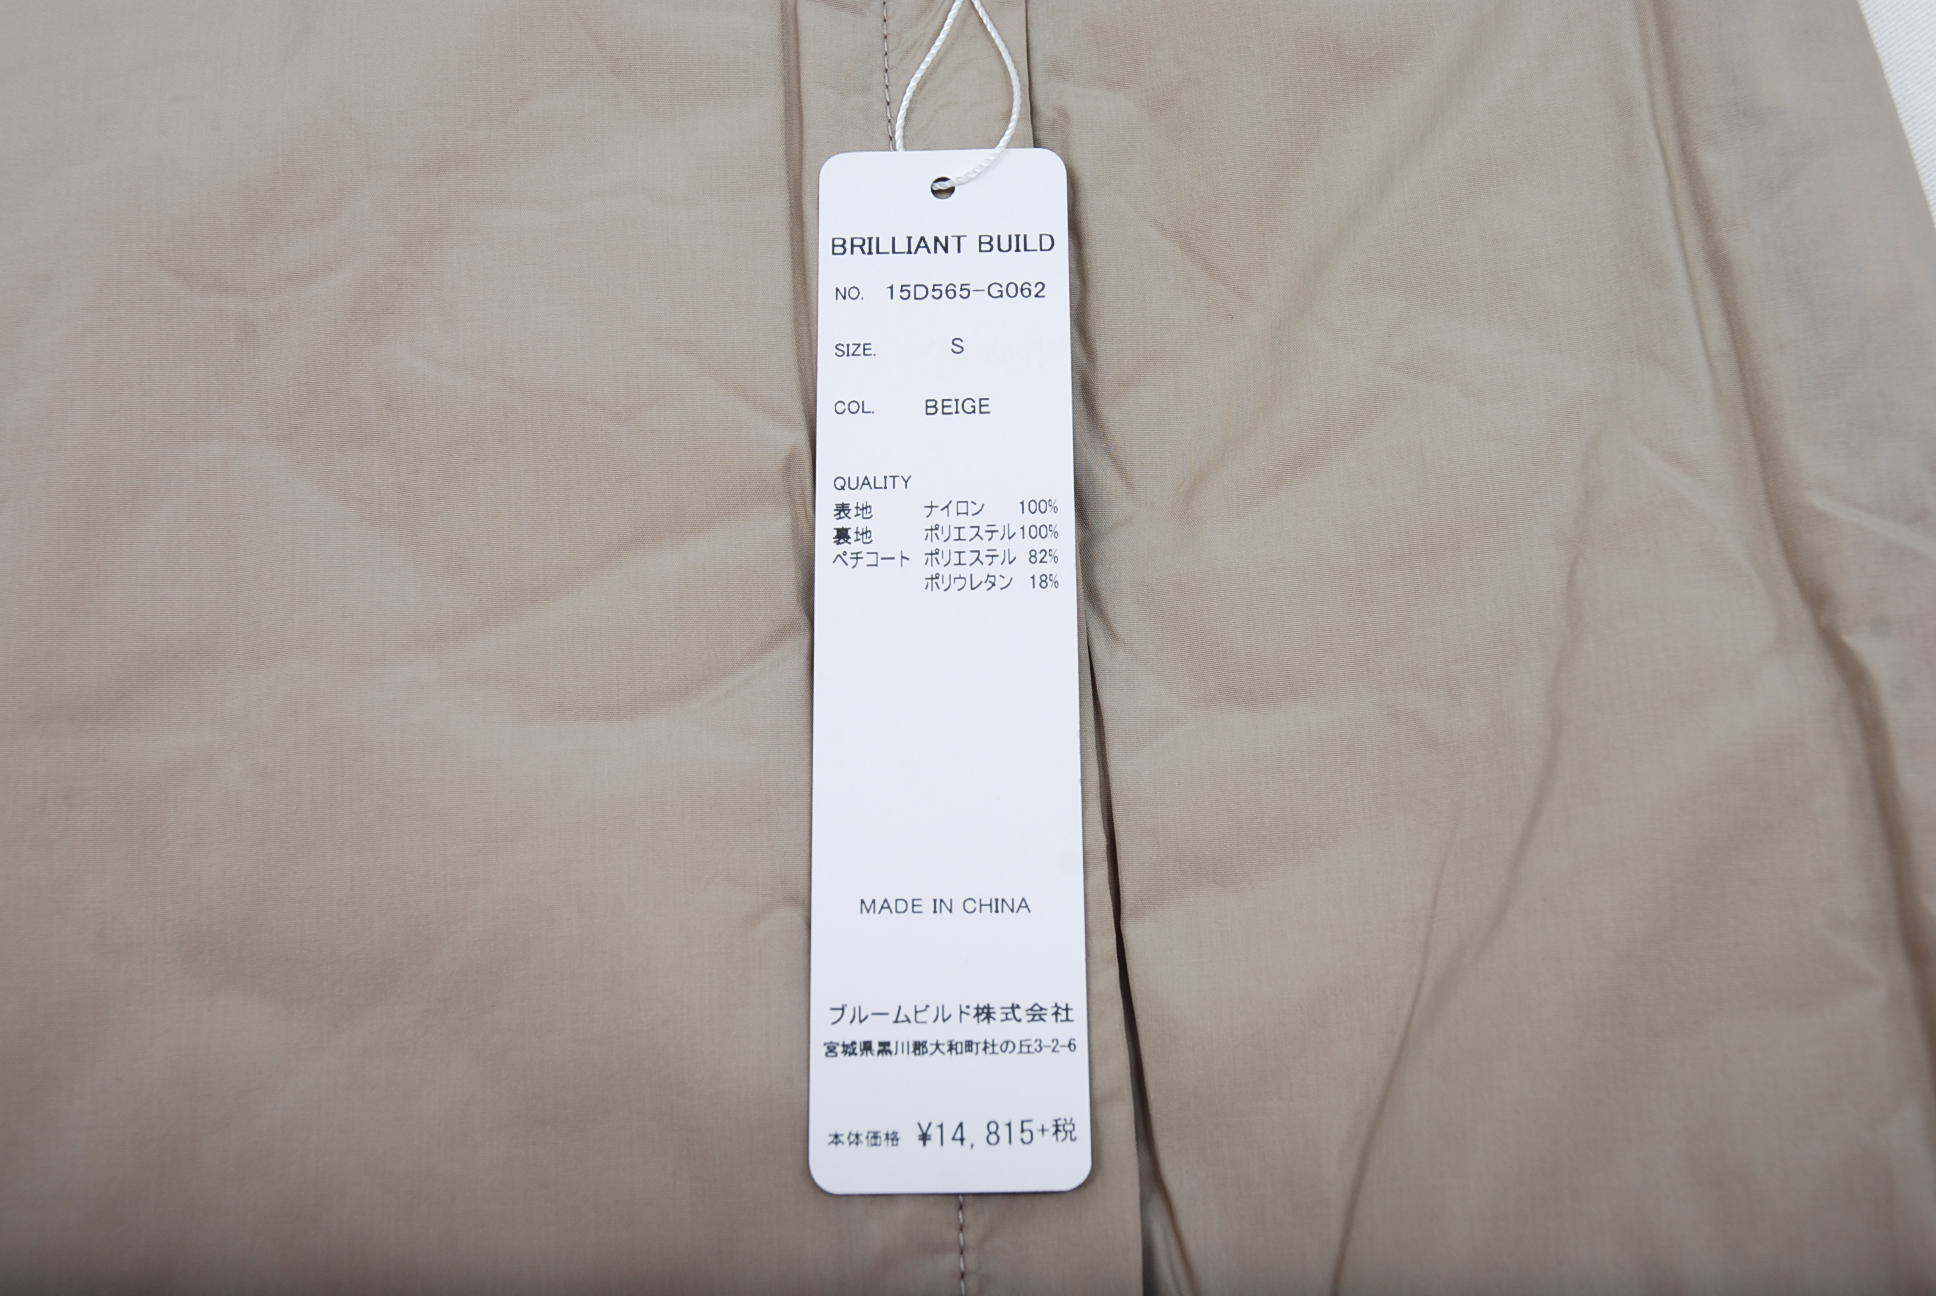 BRILLIANT BUILD
NO. 15D565-G062
SIZE. S
COL. BEIGE
QUALITY
表地 ナイロン 100%
裏地 ポリエステル 100%
ペチコート ポリエステル 82%
ポリウレタン 18%
MADE IN CHINA
ブルームビルド株式会社
宮城県黒川郡大和町杜の丘3-2-6
本体価格 ¥14,815+税